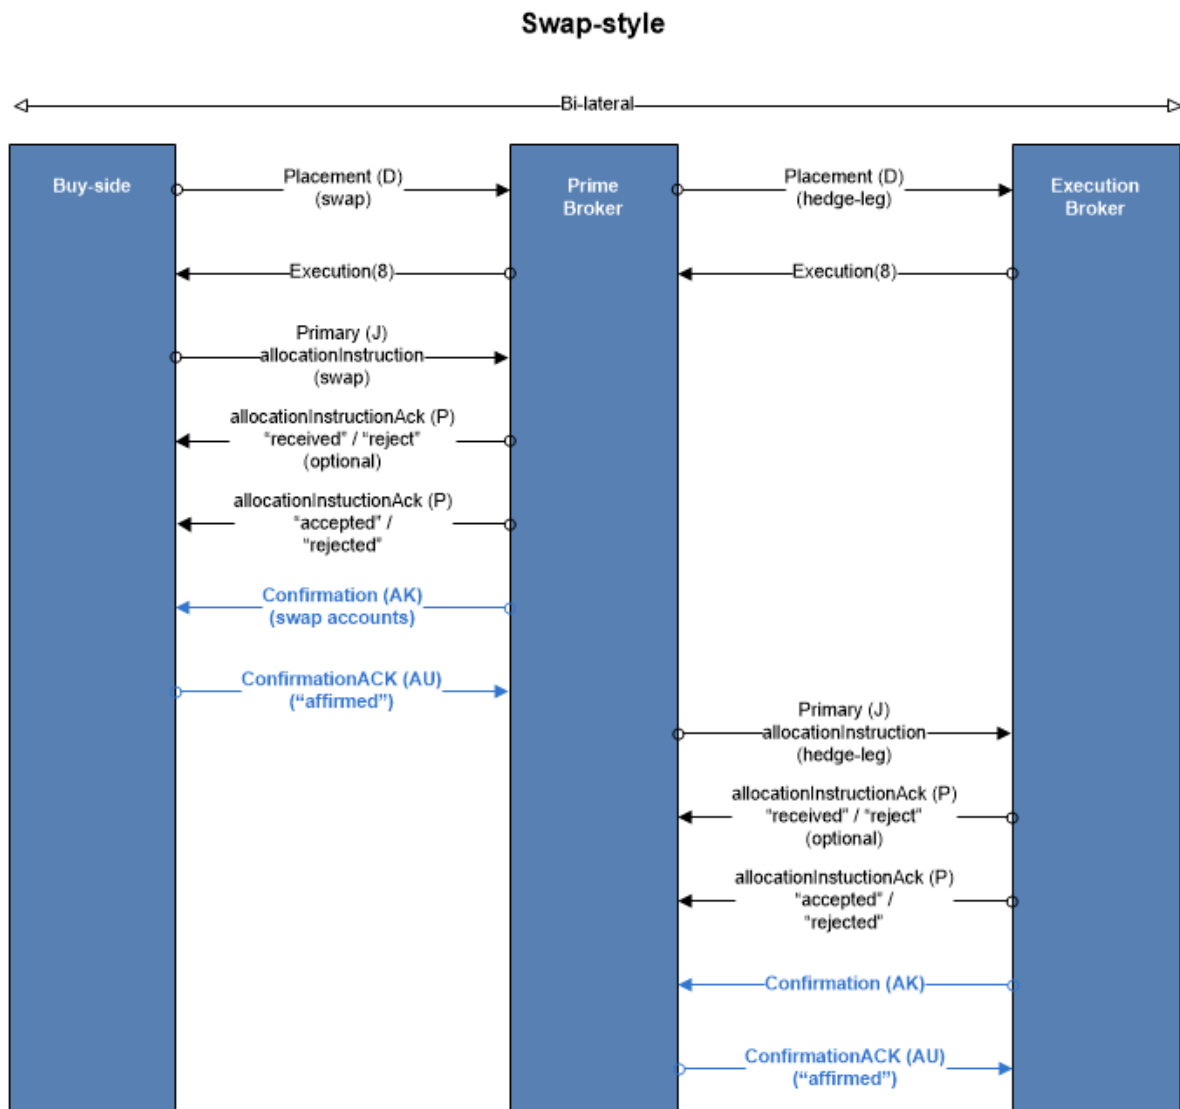 Swap-style
Bi-lateral
Buy-side
Placement (D)
(swap)
Prime
Broker
Placement (D)
(hedge-leg)
Execution
Broker
Execution(8)
Execution(8)
Primary (J)
allocationInstruction
(swap)
allocationInstructionAck (P)
“received” / “reject”
(optional)
allocationInstuctionAck (P)
“accepted” /
“rejected”
Confirmation (AK)
(swap accounts)
ConfirmationACK (AU)
(“affirmed”)
Primary (J)
allocationInstruction
(hedge-leg)
allocationInstructionAck (P)
“received” / “reject”
(optional)
allocationInstuctionAck (P)
“accepted” /
“rejected”
Confirmation (AK)
ConfirmationACK (AU)
(“affirmed”)